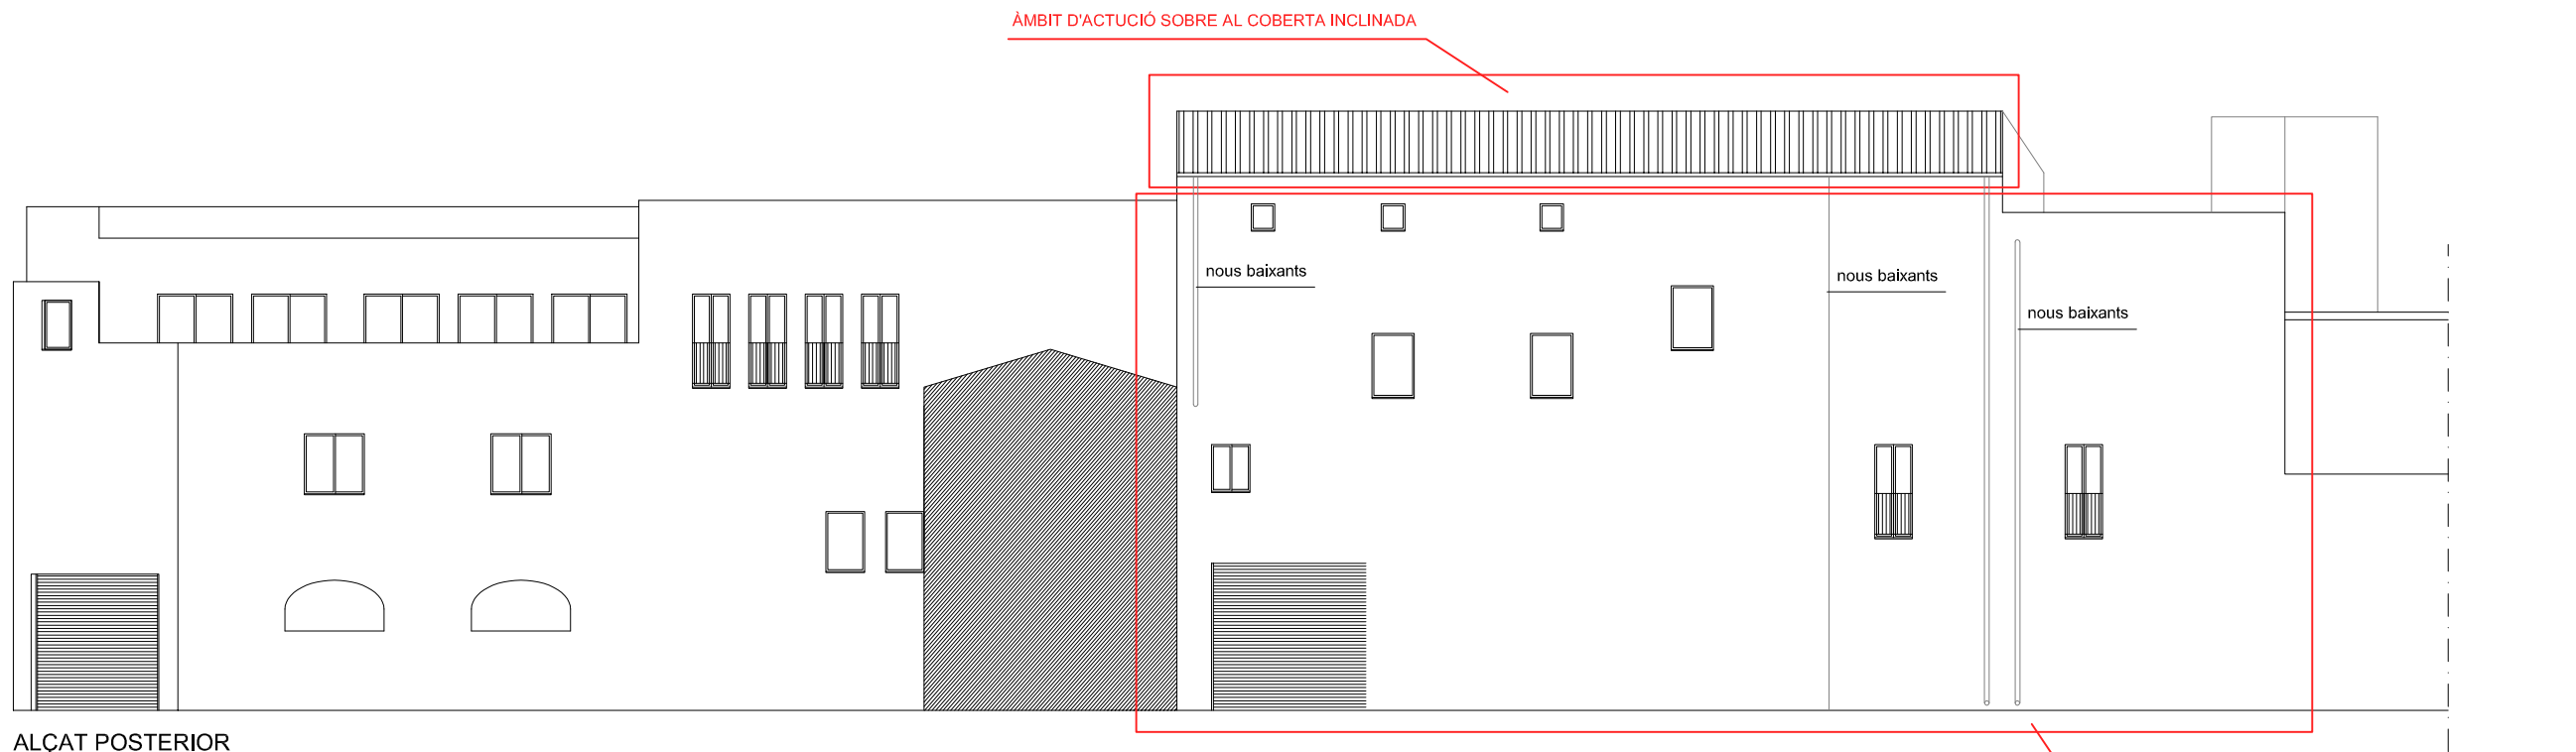 ÀMBIT D'ACTUCIÓ SOBRE AL COBERTA INCLINADA
nous baixants
nous baixants
nous baixants
ALÇAT POSTERIOR